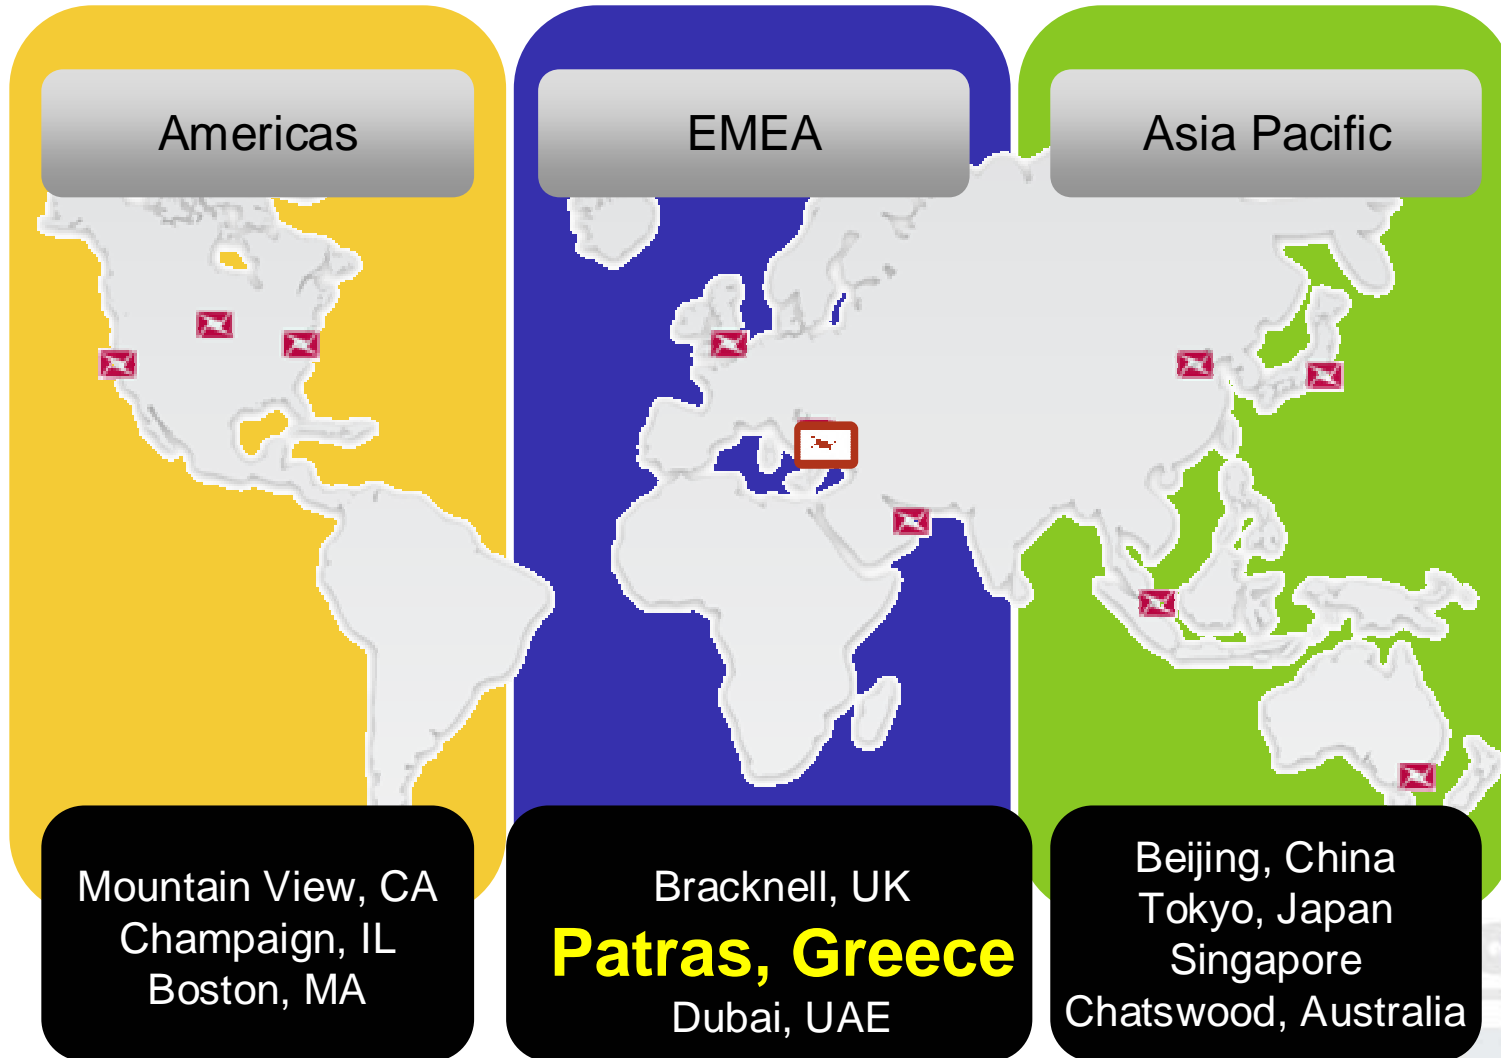 Americas
EMEA
Asia Pacific
Mountain View, CA
Champaign, IL
Boston, MA
Bracknell, UK
Patras, Greece
Dubai, UAE
Beijing, China
Tokyo, Japan
Singapore
Chatswood, Australia